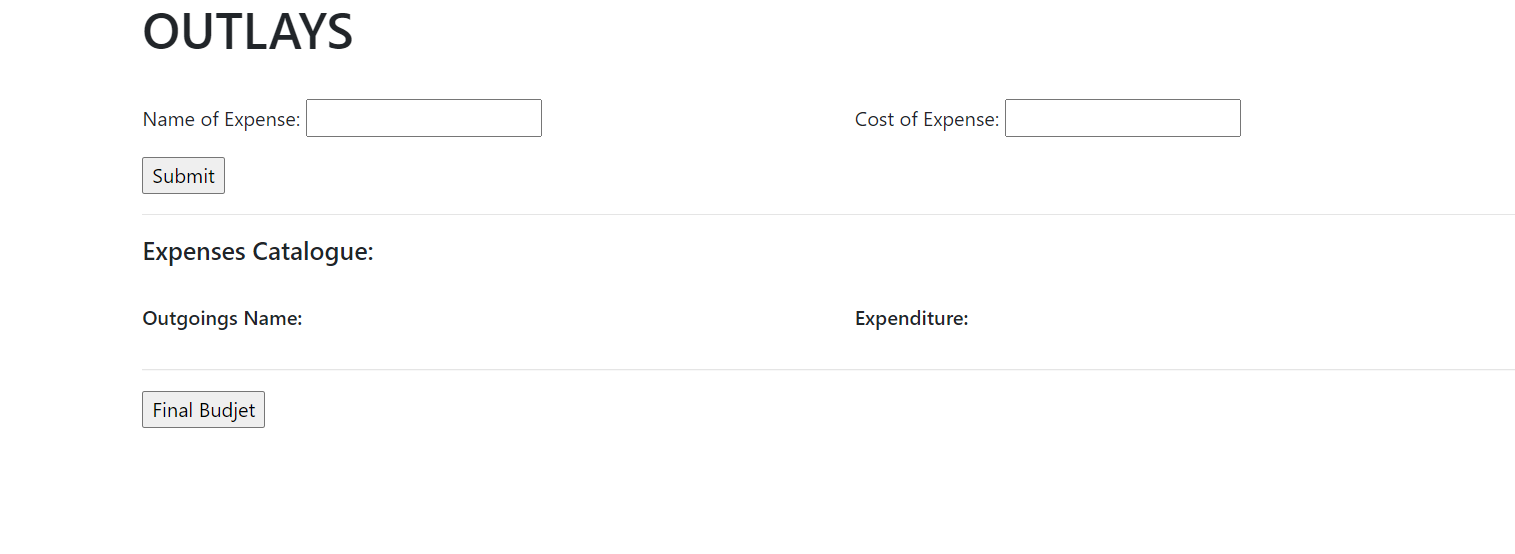 OUTLAYS
Name of Expense: Cost of Expense:
Submit
Expenses Catalogue:
Outgoings Name: Expenditure:
Final Budjet